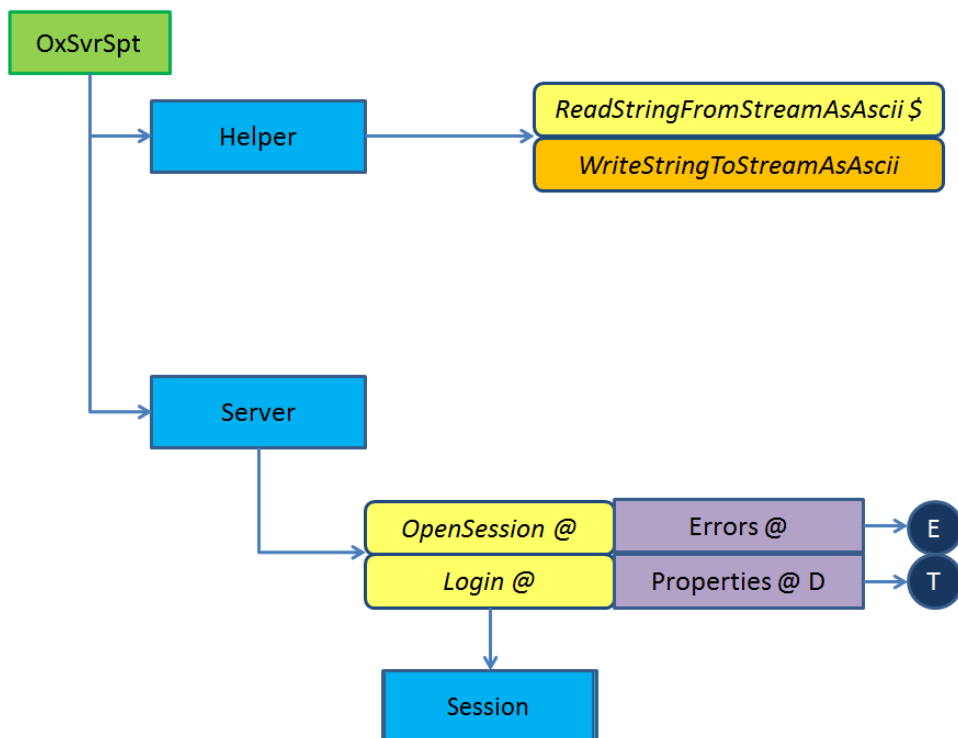 OxSvrSpt
Helper
ReadStringFromStreamAsAscii $
WriteStringToStreamAsAscii
Server
OpenSession @
Errors @
E
Login @
Properties @ D
T
Session